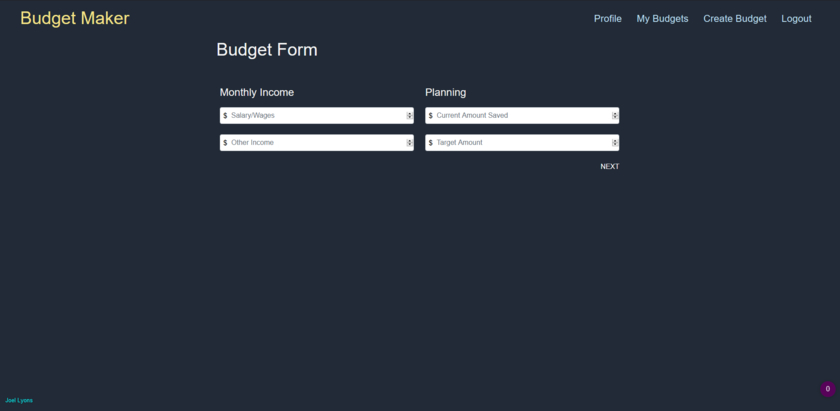 Budget Maker
Profile My Budgets Create Budget Logout
Budget Form
Monthly Income Planning
$ Salary/Wages $ Current Amount Saved
$ Other Income $ Target Amount
NEXT
0
Joel Lyons